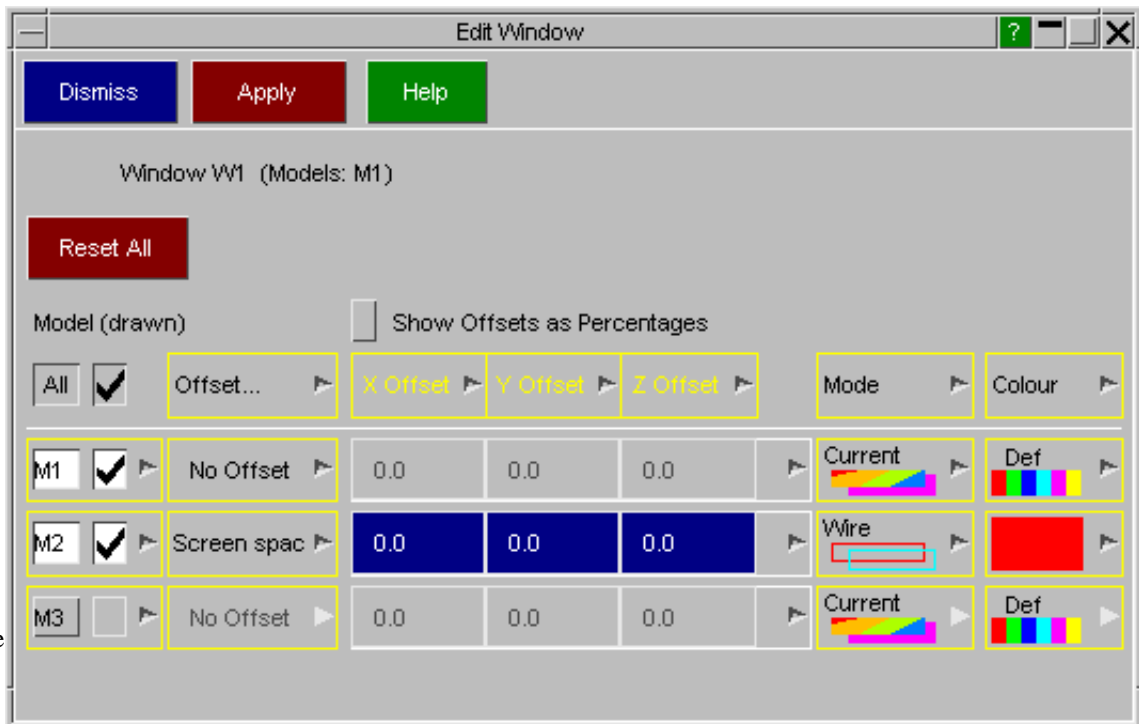 Edit Window
?
Dismiss Apply Help
Window W1 (Models: M1)
Reset All
Model (drawn) Show Offsets as Percentages
All Offset... X Offset Y Offset Z Offset Mode Colour
M1 No Offset 0.0 0.0 0.0 Current Def
M2 Screen spac 0.0 0.0 0.0 Wire
M3 No Offset 0.0 0.0 0.0 Current Def
e